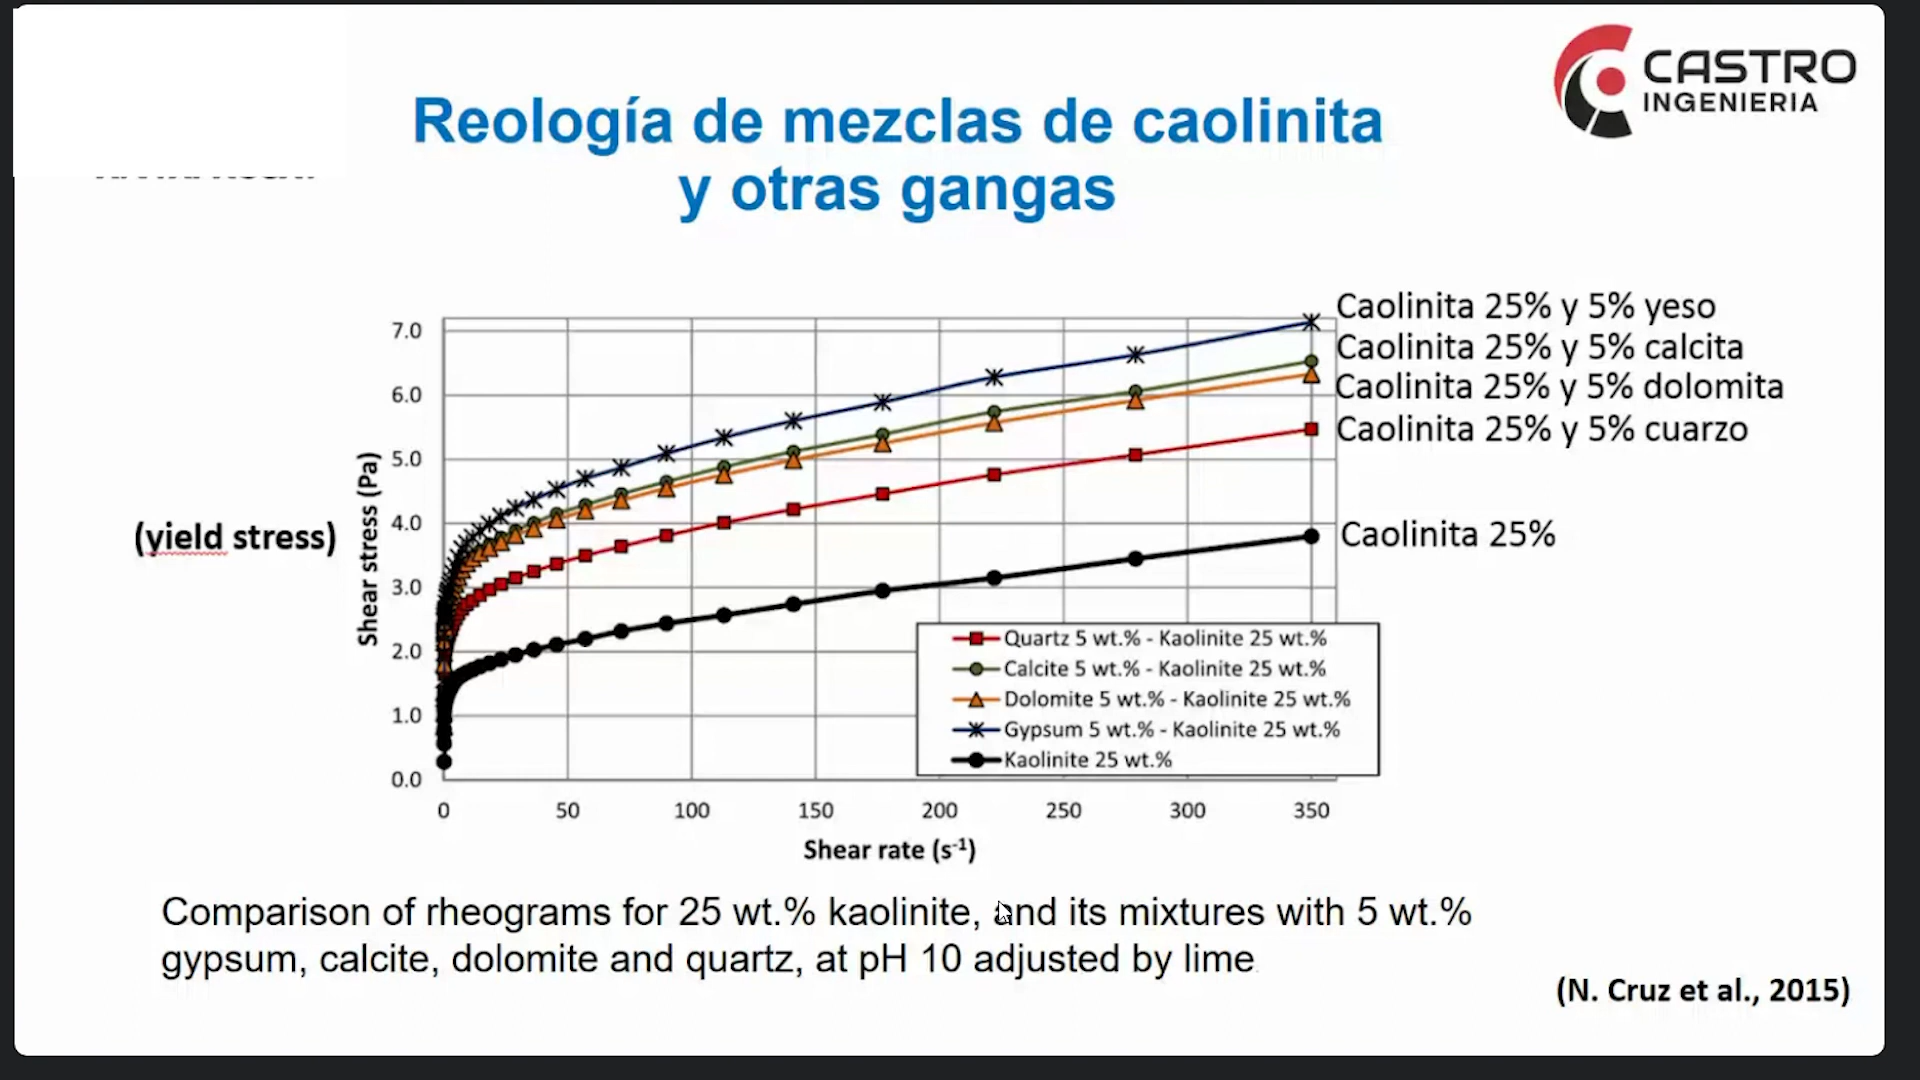 CASTRO
INGENIERIA
Reología de mezclas de caolinita
y otras gangas
(yield stress)
Shear stress (Pa)
7.0
6.0
5.0
4.0
3.0
2.0
1.0
0.0
0 50 100 150 200 250 300 350
Shear rate (s⁻¹)
Caolinita 25% y 5% yeso
Caolinita 25% y 5% calcita
Caolinita 25% y 5% dolomita
Caolinita 25% y 5% cuarzo
Caolinita 25%
Quartz 5 wt.% - Kaolinite 25 wt.%
Calcite 5 wt.% - Kaolinite 25 wt.%
Dolomite 5 wt.% - Kaolinite 25 wt.%
Gypsum 5 wt.% - Kaolinite 25 wt.%
Kaolinite 25 wt.%
Comparison of rheograms for 25 wt.% kaolinite, and its mixtures with 5 wt.%
gypsum, calcite, dolomite and quartz, at pH 10 adjusted by lime
(N. Cruz et al., 2015)